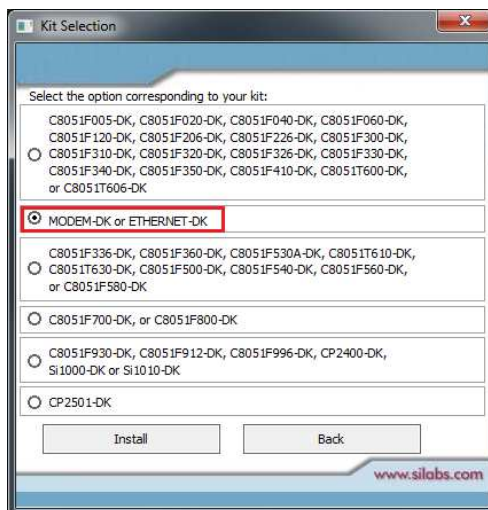 Kit Selection
Select the option corresponding to your kit:
C8051F005-DK, C8051F020-DK, C8051F040-DK, C8051F060-DK,
C8051F120-DK, C8051F206-DK, C8051F226-DK, C8051F300-DK,
C8051F310-DK, C8051F320-DK, C8051F326-DK, C8051F330-DK,
C8051F340-DK, C8051F350-DK, C8051F410-DK, C8051T600-DK,
or C8051T606-DK
MODEM-DK or ETHERNET-DK
C8051F336-DK, C8051F360-DK, C8051F530A-DK, C8051T610-DK,
C8051T630-DK, C8051F500-DK, C8051F540-DK, C8051F560-DK,
or C8051F580-DK
C8051F700-DK, or C8051F800-DK
C8051F930-DK, C8051F912-DK, C8051F996-DK, CP2400-DK,
Si1000-DK or Si1010-DK
CP2501-DK
Install Back
www.silabs.com